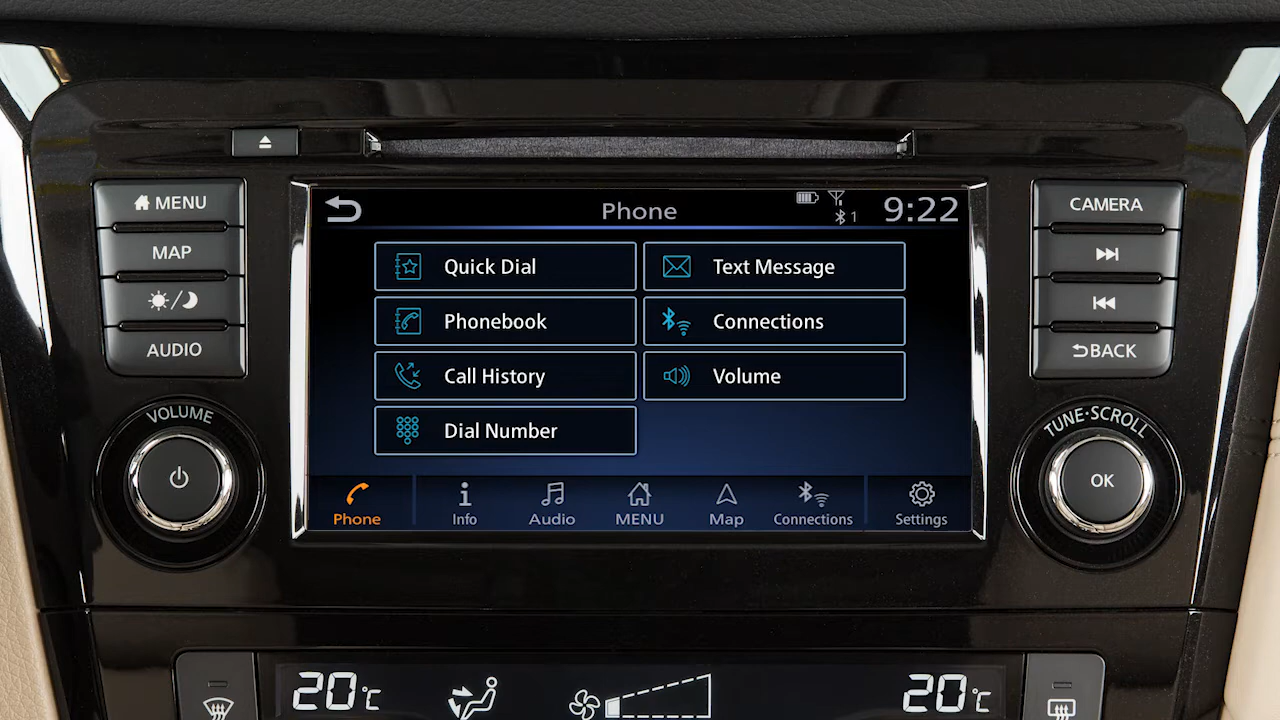 MENU
MAP
AUDIO
VOLUME
Phone
1
9:22
Quick Dial
Text Message
Phonebook
Connections
Call History
Volume
Dial Number
Phone
Info
Audio
MENU
Map
Connections
Settings
CAMERA
BACK
TUNE·SCROLL
OK
20°C
20°C